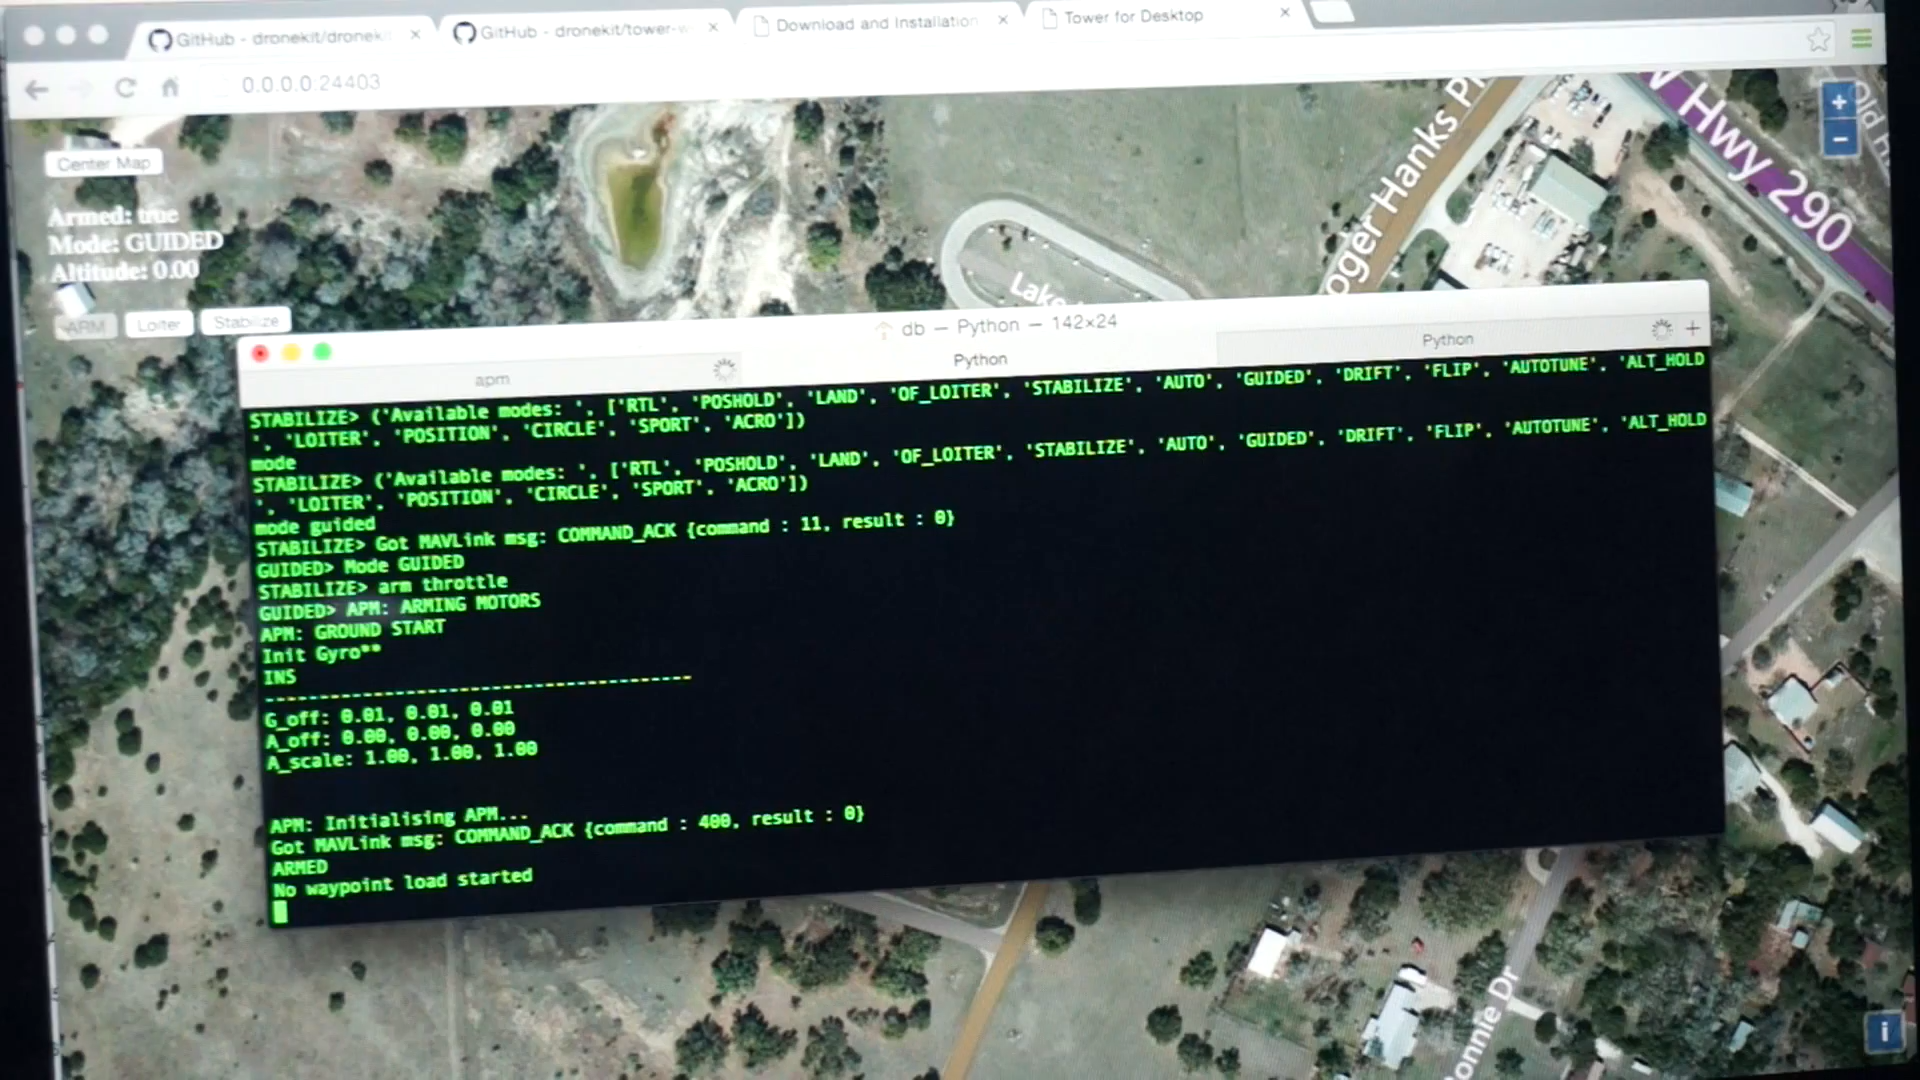 GitHub - dronekit/dronekit
GitHub - dronekit/tower-w
Download and Installation
Tower for Desktop
0.0.0.0:24403
Center Map
Armed: true
Mode: GUIDED
Altitude: 0.00
ARM
Loiter
Stabilize
+
-
W Hwy 290
Old
Roger Hanks
Lake
Bonnie Dr
i
db — Python — 142×24
apm
Python
Python
+
STABILIZE> ('Available modes: ', ['RTL', 'POSHOLD', 'LAND', 'OF_LOITER', 'STABILIZE', 'AUTO', 'GUIDED', 'DRIFT', 'FLIP', 'AUTOTUNE', 'ALT_HOLD
', 'LOITER', 'POSITION', 'CIRCLE', 'SPORT', 'ACRO'])
mode
STABILIZE> ('Available modes: ', ['RTL', 'POSHOLD', 'LAND', 'OF_LOITER', 'STABILIZE', 'AUTO', 'GUIDED', 'DRIFT', 'FLIP', 'AUTOTUNE', 'ALT_HOLD
', 'LOITER', 'POSITION', 'CIRCLE', 'SPORT', 'ACRO'])
mode guided
STABILIZE> Got MAVLink msg: COMMAND_ACK {command : 11, result : 0}
GUIDED> Mode GUIDED
STABILIZE> arm throttle
GUIDED> APM: ARMING MOTORS
APM: GROUND START
Init Gyro**
INS
----------------------------------------
G_off: 0.01, 0.01, 0.01
A_off: 0.00, 0.00, 0.00
A_scale: 1.00, 1.00, 1.00
APM: Initialising APM...
Got MAVLink msg: COMMAND_ACK {command : 400, result : 0}
ARMED
No waypoint load started